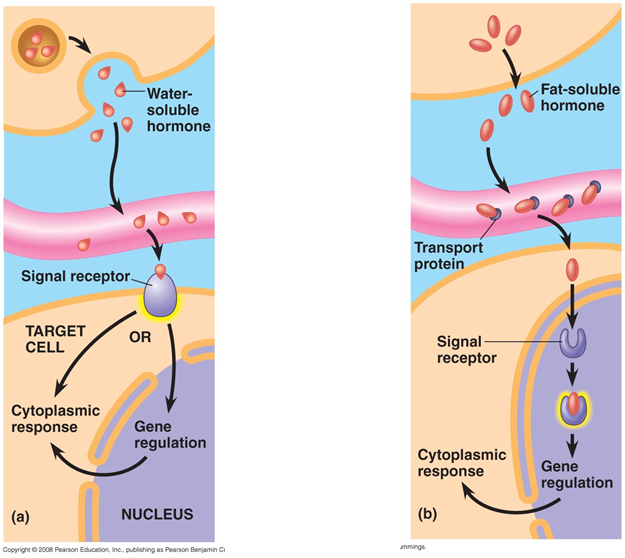 Water-
soluble
hormone
Signal receptor
TARGET
CELL
OR
Cytoplasmic
response
Gene
regulation
NUCLEUS
(a)
Fat-soluble
hormone
Transport
protein
Signal
receptor
Cytoplasmic
response
Gene
regulation
(b)
Copyright © 2008 Pearson Education, Inc., publishing as Pearson Benjamin
mmings.